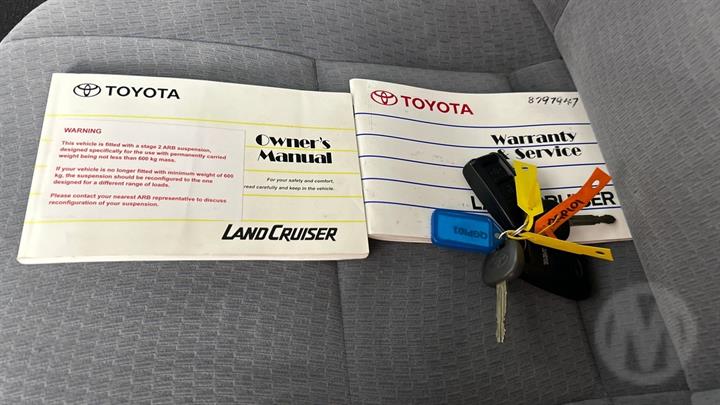 TOYOTA
WARNING
This vehicle is fitted with a stage 2 ARB suspension,
designed specifically for the use with permanently carried
weight being not less than 600 kg mass.
If your vehicle is no longer fitted with minimum weight of 600
kg, the suspension should be reconfigured to the one
designed for a different range of loads.
Please contact your nearest ARB representative to discuss
reconfiguration of your suspension.
Owner's
Manual
For your safety and comfort,
read carefully and keep in the vehicle.
LAND CRUISER
TOYOTA
8797947
Warranty
& Service
LAND CRUISER
QGPI01